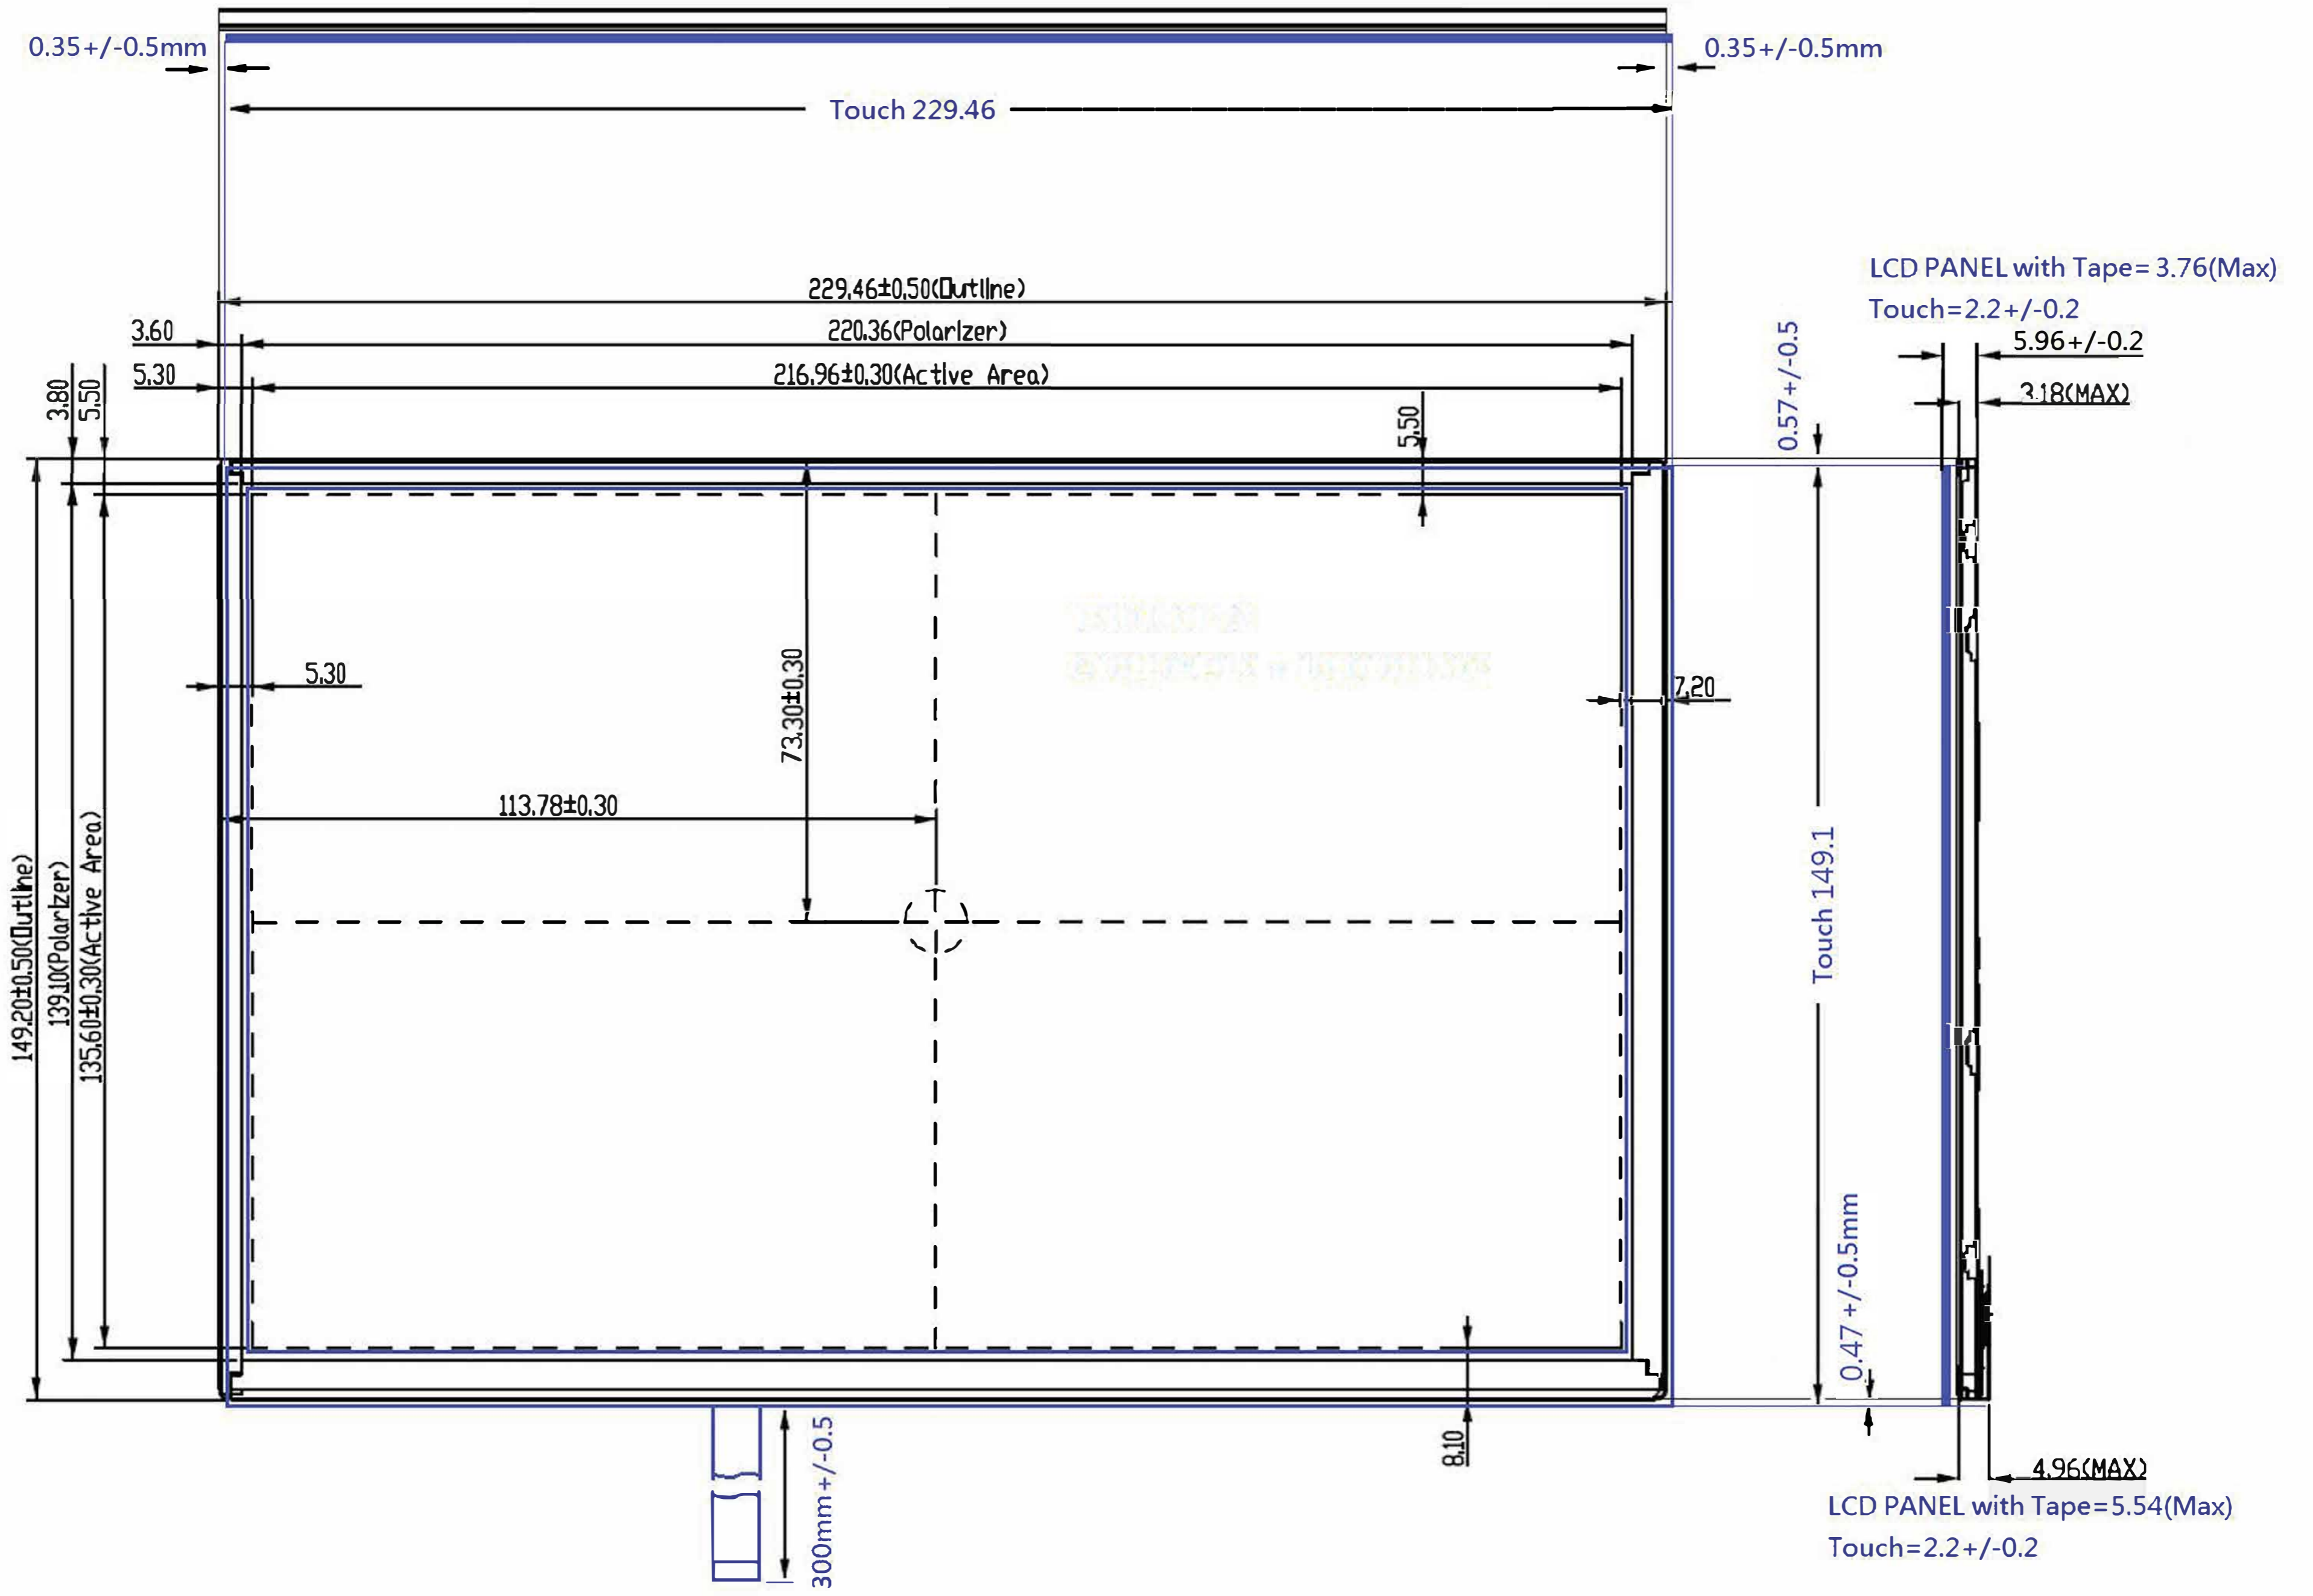 0.35+/-0.5mm
0.35+/-0.5mm
Touch 229.46
LCD PANEL with Tape= 3.76(Max)
Touch=2.2+/-0.2
229.46±0.50(Outline)
3.60
220.36(Polarizer)
5.96+/-0.2
5.30
216.96±0.30(Active Area)
3.18(MAX)
3.80
5.50
5.50
0.57+/-0.5
5.30
73.30±0.30
7.20
113.78±0.30
149.20±0.50(Outline)
139.10(Polarizer)
135.60±0.30(Active Area)
Touch 149.1
0.47 +/-0.5mm
8.10
300mm+/-0.5
4.96(MAX)
LCD PANEL with Tape=5.54(Max)
Touch=2.2+/-0.2